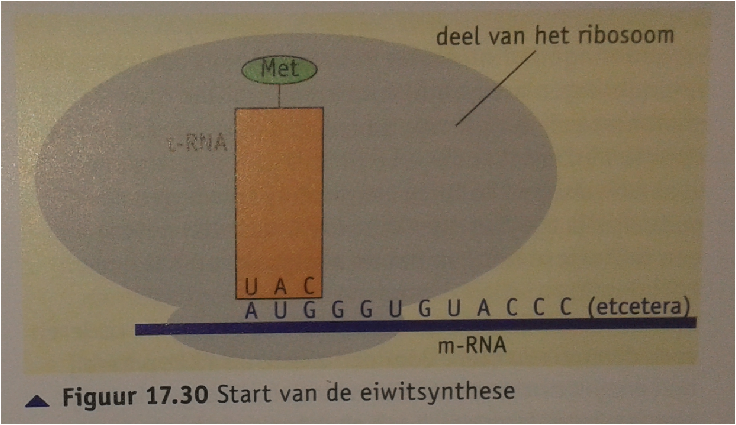 deel van het ribosoom
Met
t-RNA
U A C
A U G G G U G U A C C C (etcetera)
m-RNA
Figuur 17.30 Start van de eiwitsynthese